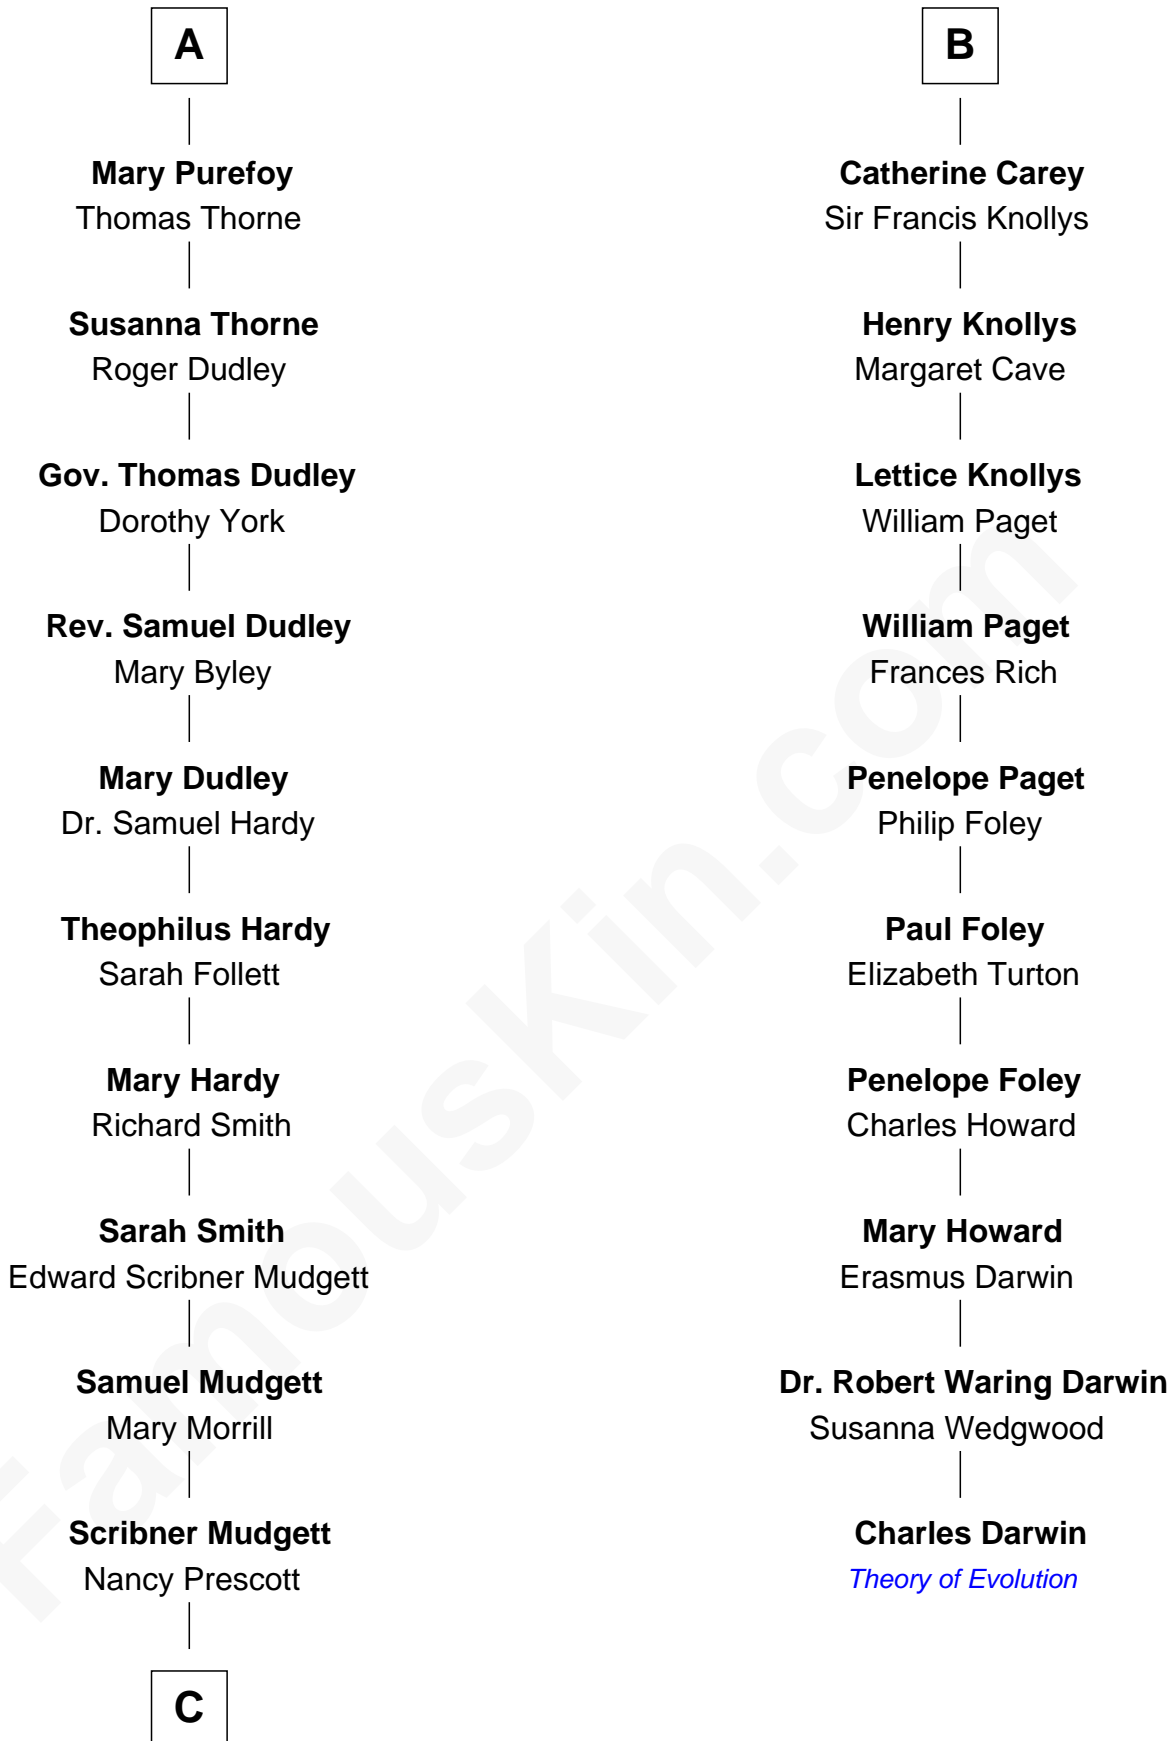 A
Mary Purefoy
Thomas Thorne
Susanna Thorne
Roger Dudley
Gov. Thomas Dudley
Dorothy York
Rev. Samuel Dudley
Mary Byley
Mary Dudley
Dr. Samuel Hardy
Theophilus Hardy
Sarah Follett
Mary Hardy
Richard Smith
Sarah Smith
Edward Scribner Mudgett
Samuel Mudgett
Mary Morrill
Scribner Mudgett
Nancy Prescott
C
B
Catherine Carey
Sir Francis Knollys
Henry Knollys
Margaret Cave
Lettice Knollys
William Paget
William Paget
Frances Rich
Penelope Paget
Philip Foley
Paul Foley
Elizabeth Turton
Penelope Foley
Charles Howard
Mary Howard
Erasmus Darwin
Dr. Robert Waring Darwin
Susanna Wedgwood
Charles Darwin
Theory of Evolution
FamousKin.com